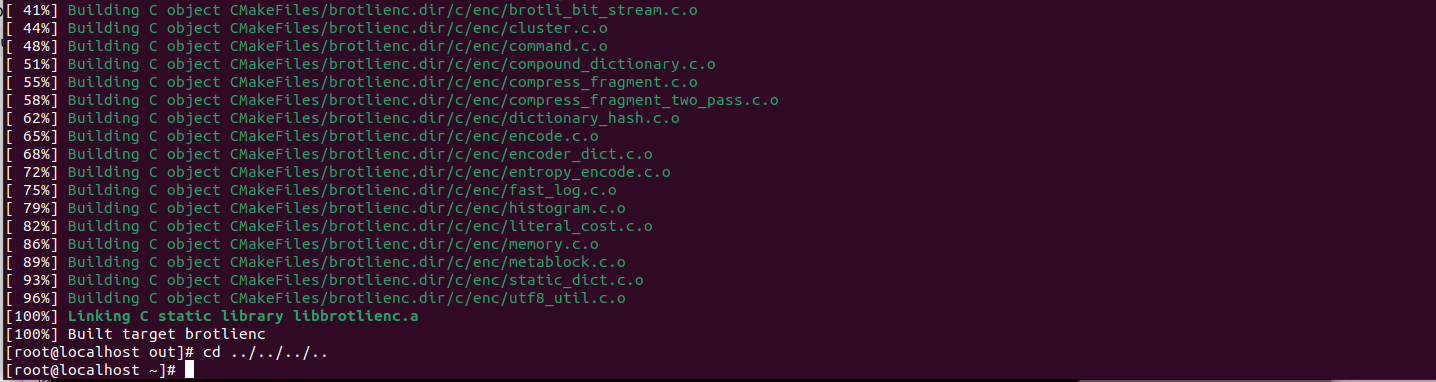 [ 41%] Building C object CMakeFiles/brotlienc.dir/c/enc/brotli_bit_stream.c.o
[ 44%] Building C object CMakeFiles/brotlienc.dir/c/enc/cluster.c.o
[ 48%] Building C object CMakeFiles/brotlienc.dir/c/enc/command.c.o
[ 51%] Building C object CMakeFiles/brotlienc.dir/c/enc/compound_dictionary.c.o
[ 55%] Building C object CMakeFiles/brotlienc.dir/c/enc/compress_fragment.c.o
[ 58%] Building C object CMakeFiles/brotlienc.dir/c/enc/compress_fragment_two_pass.c.o
[ 62%] Building C object CMakeFiles/brotlienc.dir/c/enc/dictionary_hash.c.o
[ 65%] Building C object CMakeFiles/brotlienc.dir/c/enc/encode.c.o
[ 68%] Building C object CMakeFiles/brotlienc.dir/c/enc/encoder_dict.c.o
[ 72%] Building C object CMakeFiles/brotlienc.dir/c/enc/entropy_encode.c.o
[ 75%] Building C object CMakeFiles/brotlienc.dir/c/enc/fast_log.c.o
[ 79%] Building C object CMakeFiles/brotlienc.dir/c/enc/histogram.c.o
[ 82%] Building C object CMakeFiles/brotlienc.dir/c/enc/literal_cost.c.o
[ 86%] Building C object CMakeFiles/brotlienc.dir/c/enc/memory.c.o
[ 89%] Building C object CMakeFiles/brotlienc.dir/c/enc/metablock.c.o
[ 93%] Building C object CMakeFiles/brotlienc.dir/c/enc/static_dict.c.o
[ 96%] Building C object CMakeFiles/brotlienc.dir/c/enc/utf8_util.c.o
[100%] Linking C static library libbrotlienc.a
[100%] Built target brotlienc
[root@localhost out]# cd ../../../..
[root@localhost ~]#